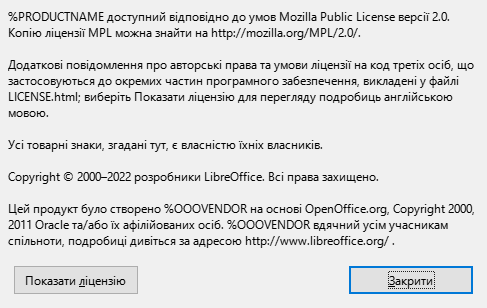 %PRODUCTNAME доступний відповідно до умов Mozilla Public License версії 2.0.
Копію ліцензії MPL можна знайти на http://mozilla.org/MPL/2.0/.
Додаткові повідомлення про авторські права та умови ліцензії на код третіх осіб, що
застосовуються до окремих частин програмного забезпечення, викладені у файлі
LICENSE.html; виберіть Показати ліцензію для перегляду подробиць англійською
мовою.
Усі товарні знаки, згадані тут, є власністю їхніх власників.
Copyright © 2000–2022 розробники LibreOffice. Всі права захищено.
Цей продукт було створено %OOOVENDOR на основі OpenOffice.org, Copyright 2000,
2011 Oracle та/або їх афілійованих осіб. %OOOVENDOR вдячний усім учасникам
спільноти, подробиці дивіться за адресою http://www.libreoffice.org/ .
Показати ліцензію
Закрити